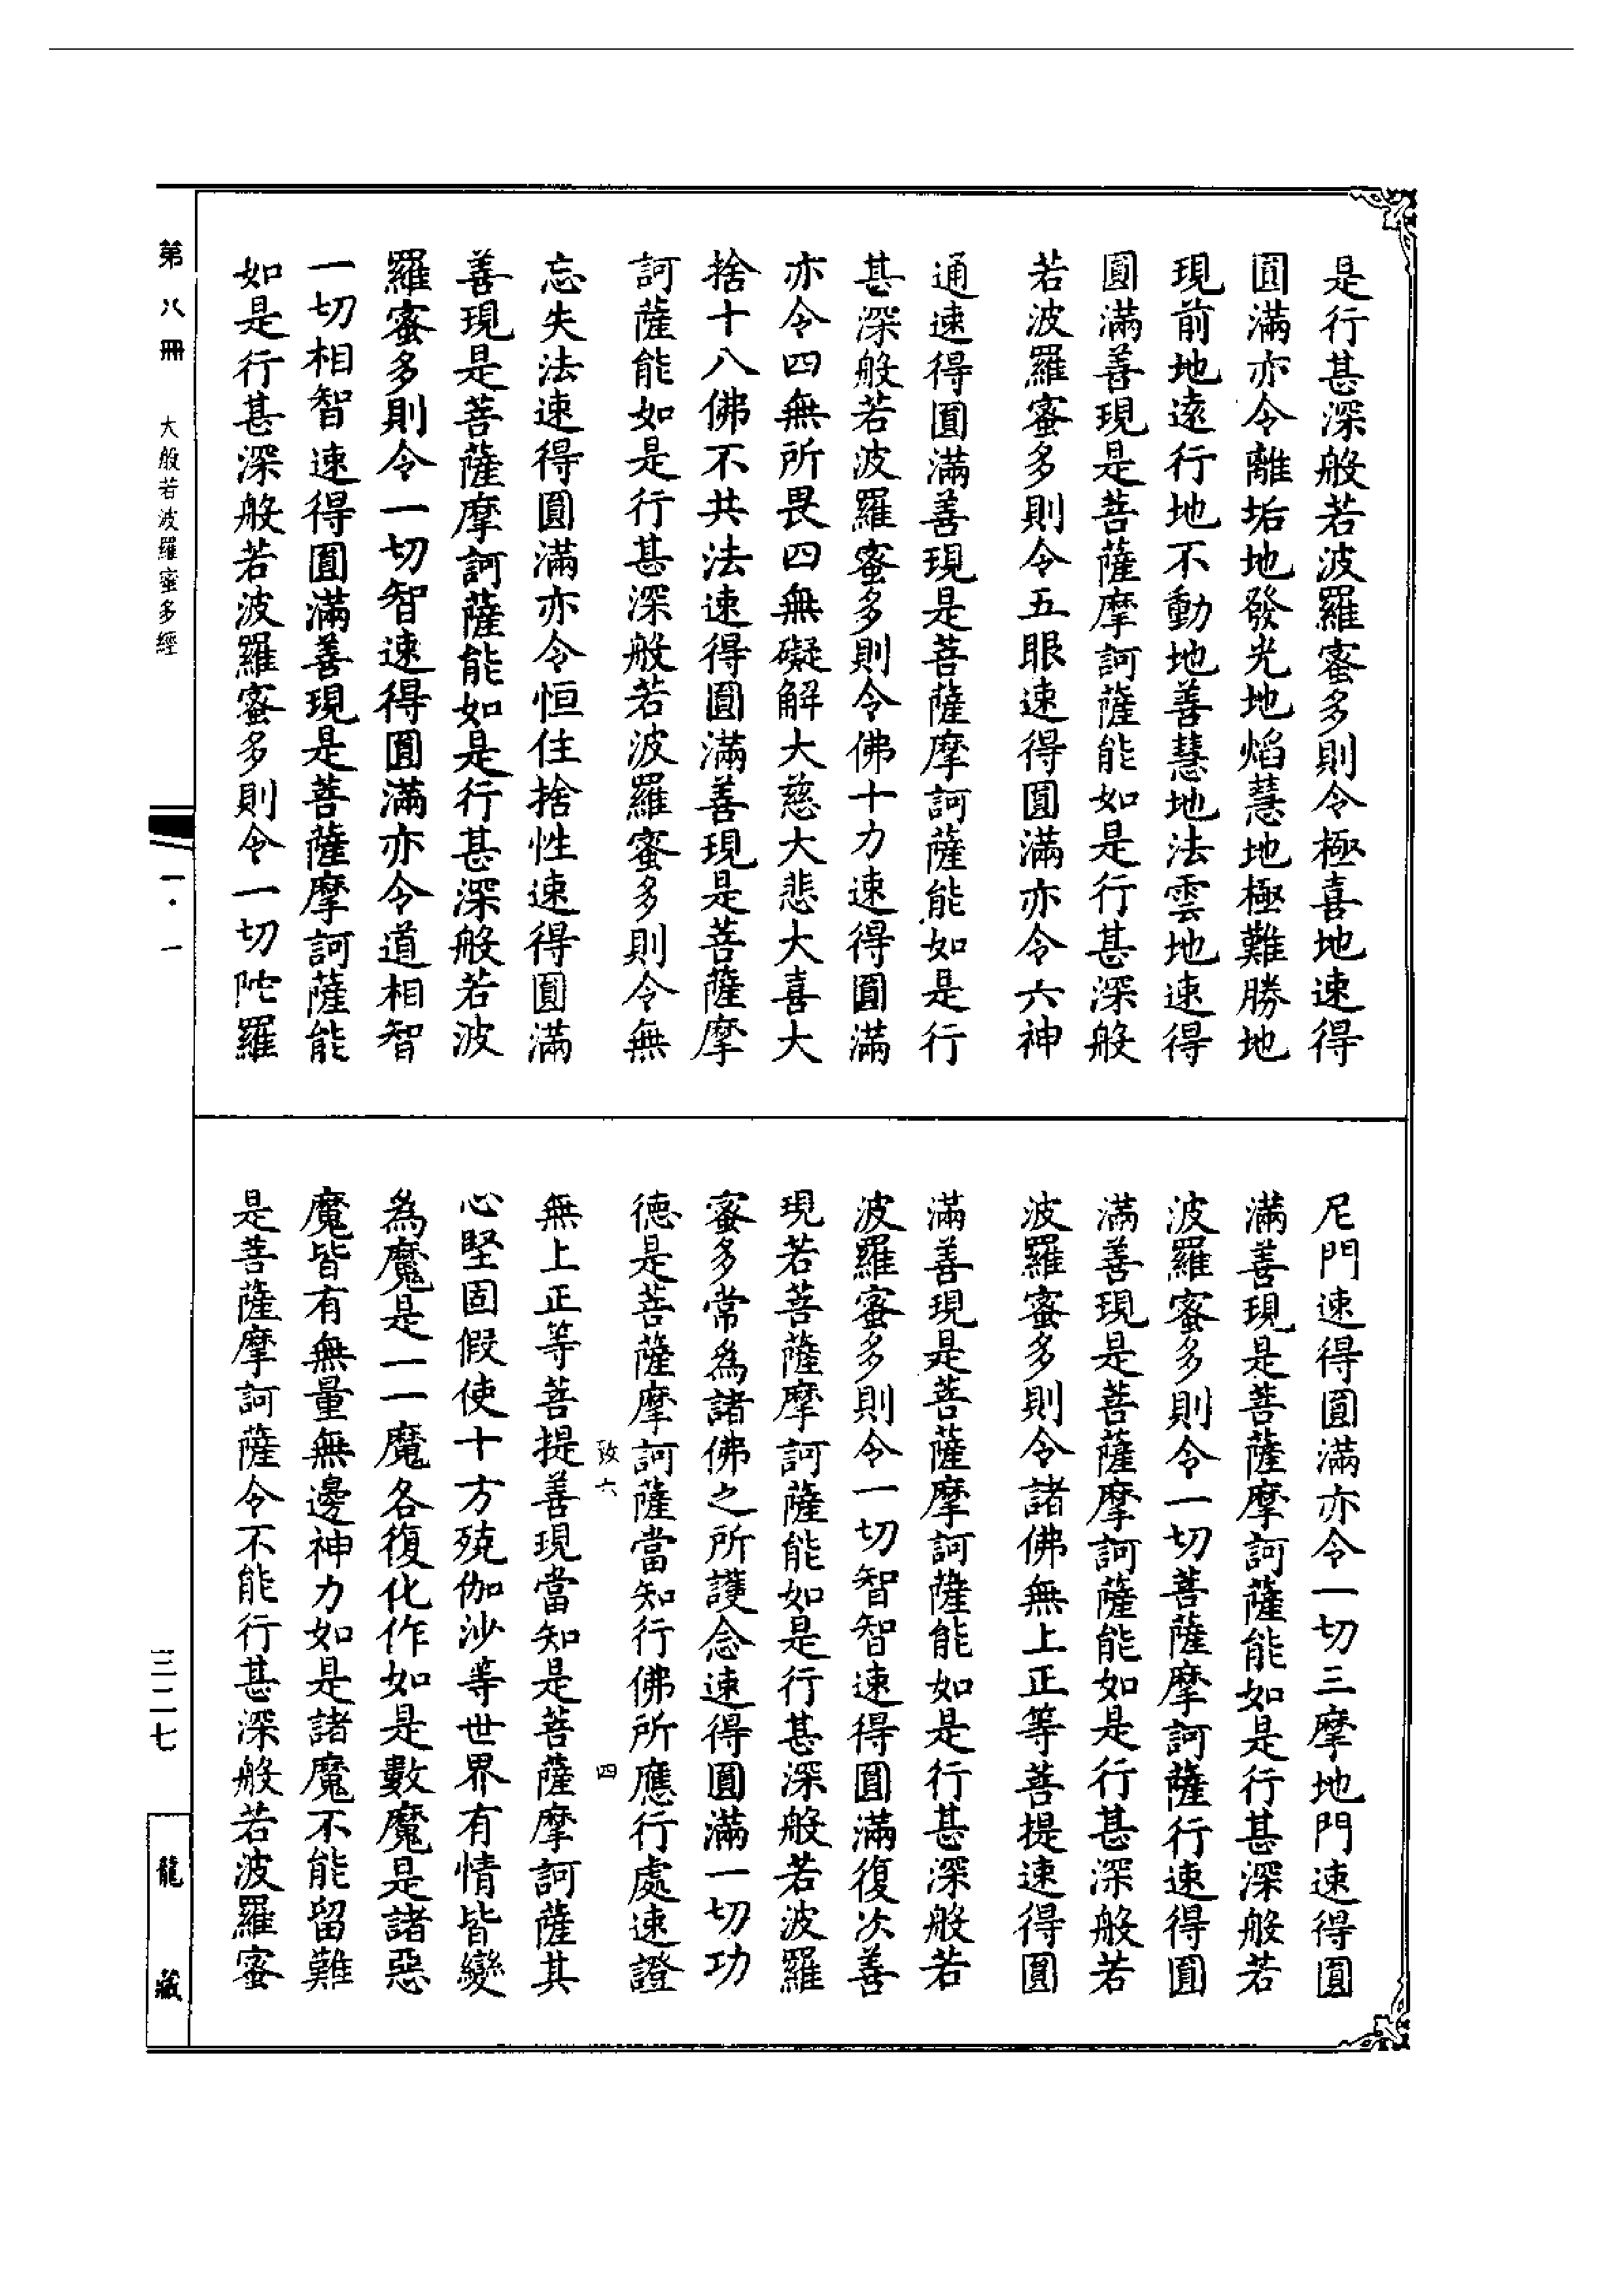 是行甚深般若波羅蜜多則令極喜地速得
圓滿亦令離垢地發光地焰慧地極難勝地
現前地遠行地不動地善慧地法雲地速得
圓滿善現是菩薩摩訶薩能如是行甚深般
若波羅蜜多則令五眼速得圓滿亦令六神
通速得圓滿善現是菩薩摩訶薩能如是行
甚深般若波羅蜜多則令佛十力速得圓滿
亦令四無所畏四無礙解大慈大悲大喜大
捨十八佛不共法速得圓滿善現是菩薩摩
訶薩能如是行甚深般若波羅蜜多則令無
忘失法速得圓滿亦令恒住捨性速得圓滿
善現是菩薩摩訶薩能如是行甚深般若波
羅蜜多則令一切智速得圓滿亦令道相智
一切相智速得圓滿善現是菩薩摩訶薩能
如是行甚深般若波羅蜜多則令一切陀羅
尼門速得圓滿亦令一切三摩地門速得圓
滿善現是菩薩摩訶薩能如是行甚深般若
波羅蜜多則令一切菩薩摩訶薩行速得圓
滿善現是菩薩摩訶薩能如是行甚深般若
波羅蜜多則令諸佛無上正等菩提速得圓
滿善現是菩薩摩訶薩能如是行甚深般若
波羅蜜多則令一切智智速得圓滿復次善
現若菩薩摩訶薩能如是行甚深般若波羅
蜜多常為諸佛之所護念速得圓滿一切功
德是菩薩摩訶薩當知行佛所應行處速證
玫六 四
無上正等菩提善現當知是菩薩摩訶薩其
心堅固假使十方殑伽沙等世界有情皆變
為魔是一一魔各復化作如是數魔是諸惡
魔皆有無量無邊神力如是諸魔不能留難
是菩薩摩訶薩令不能行甚深般若波羅蜜
第八冊 大般若波羅蜜多經
一·一
三二七
龍藏